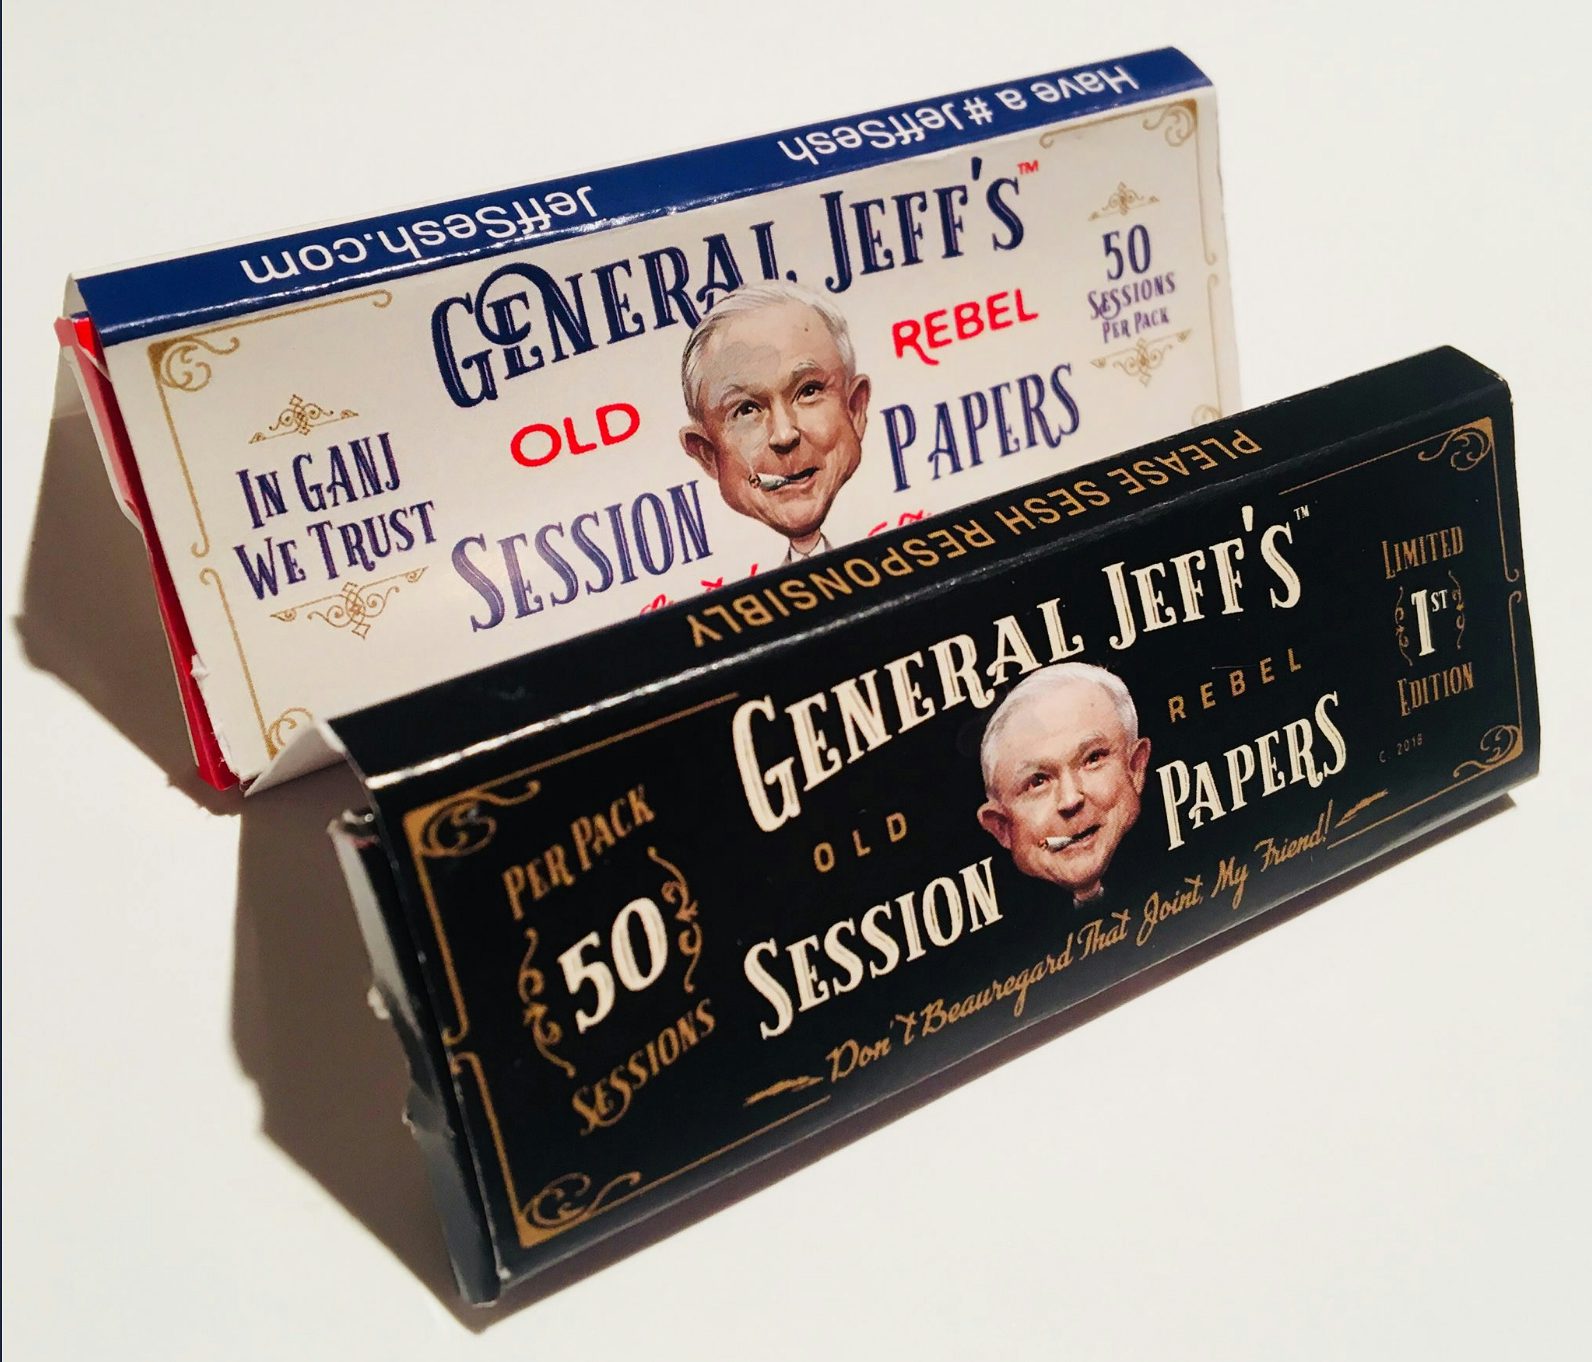 Have a #JeffSesh
JeffSesh.com
GENERAL JEFF'S™
OLD
REBEL
SESSION
PAPERS
IN GANJ
WE TRUST
50
SESSIONS
PER PACK
PLEASE SESH RESPONSIBLY
GENERAL JEFF'S™
OLD
REBEL
SESSION
PAPERS
Don't Beauregard That Joint, My Friend!
PER PACK
50
SESSIONS
LIMITED
1ST
EDITION